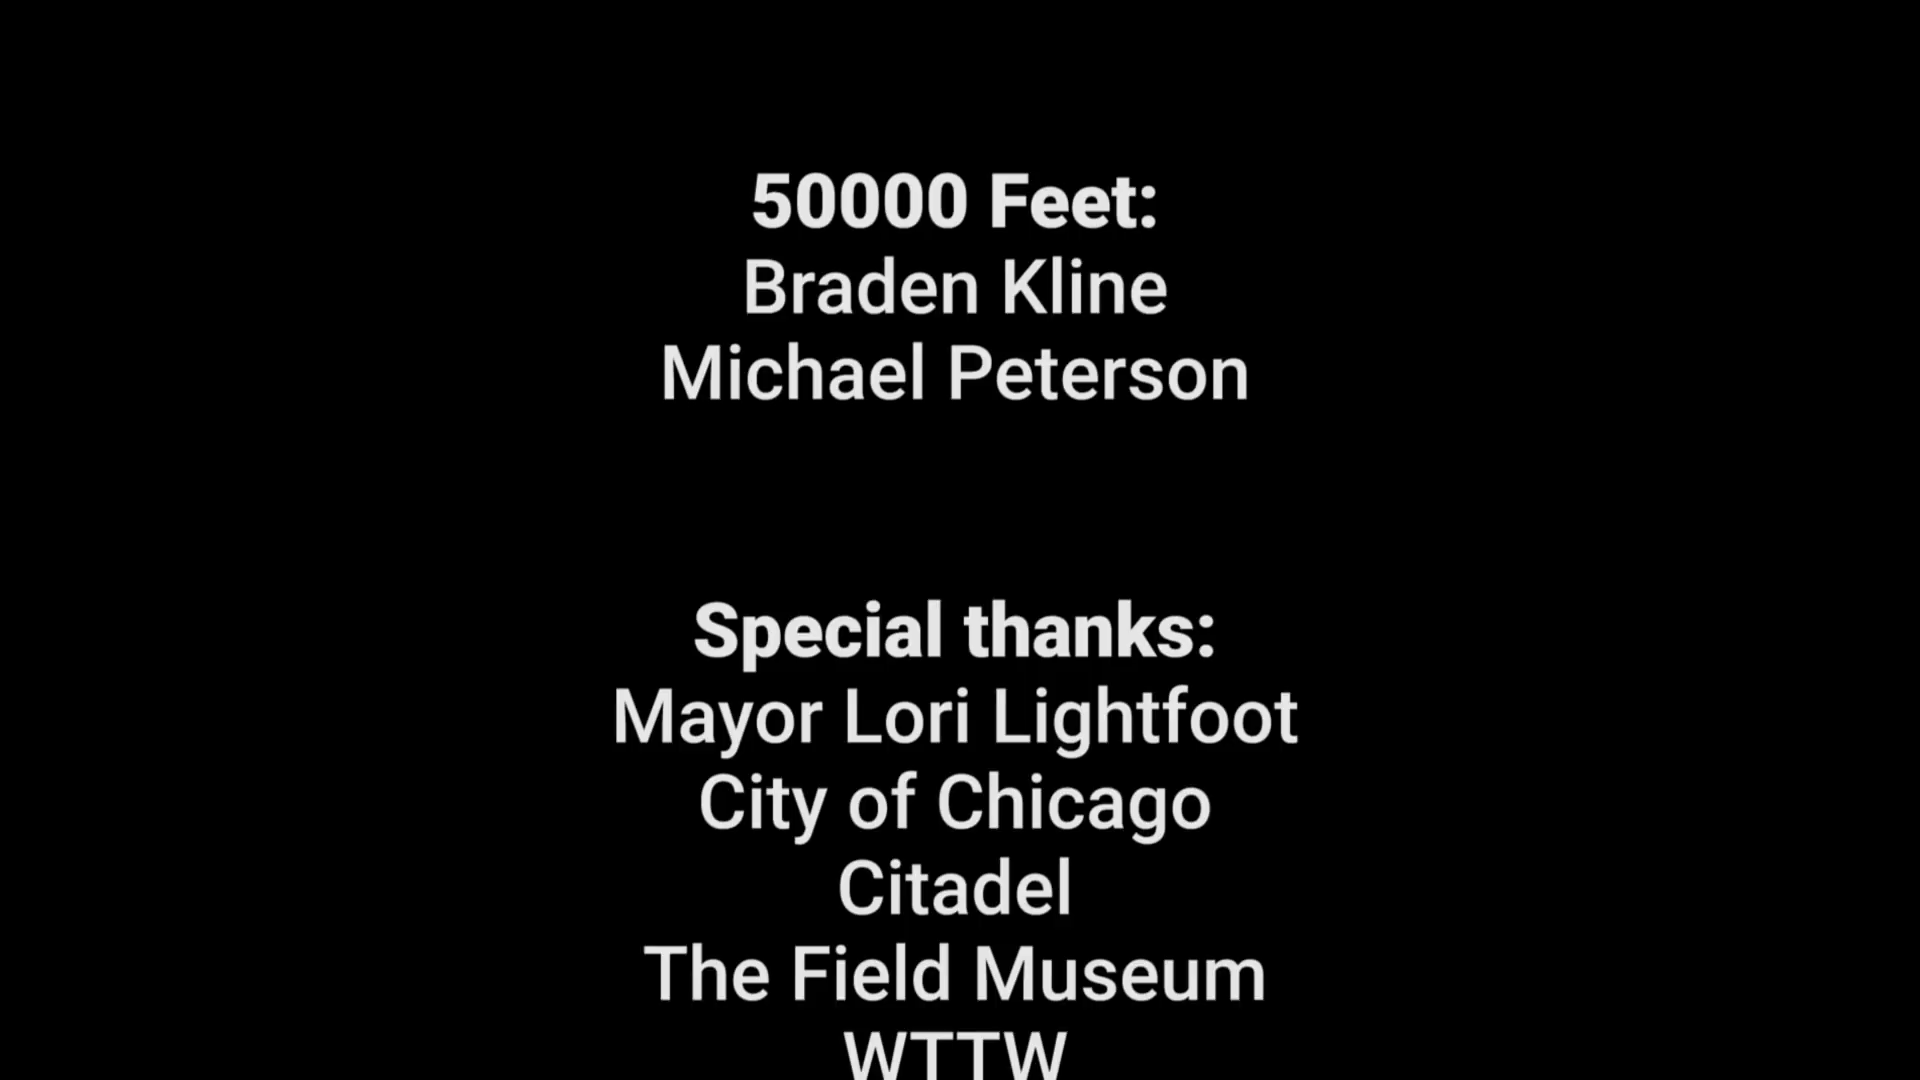 50000 Feet:
Braden Kline
Michael Peterson
Special thanks:
Mayor Lori Lightfoot
City of Chicago
Citadel
The Field Museum
WTTW